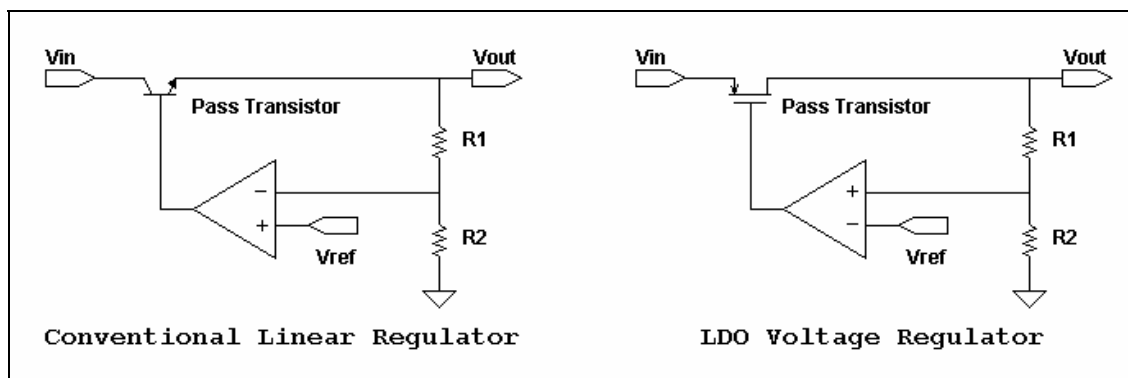 Vin
Vout
Pass Transistor
R1
−
+
Vref
R2
Conventional Linear Regulator
Vin
Vout
Pass Transistor
R1
+
−
Vref
R2
LDO Voltage Regulator